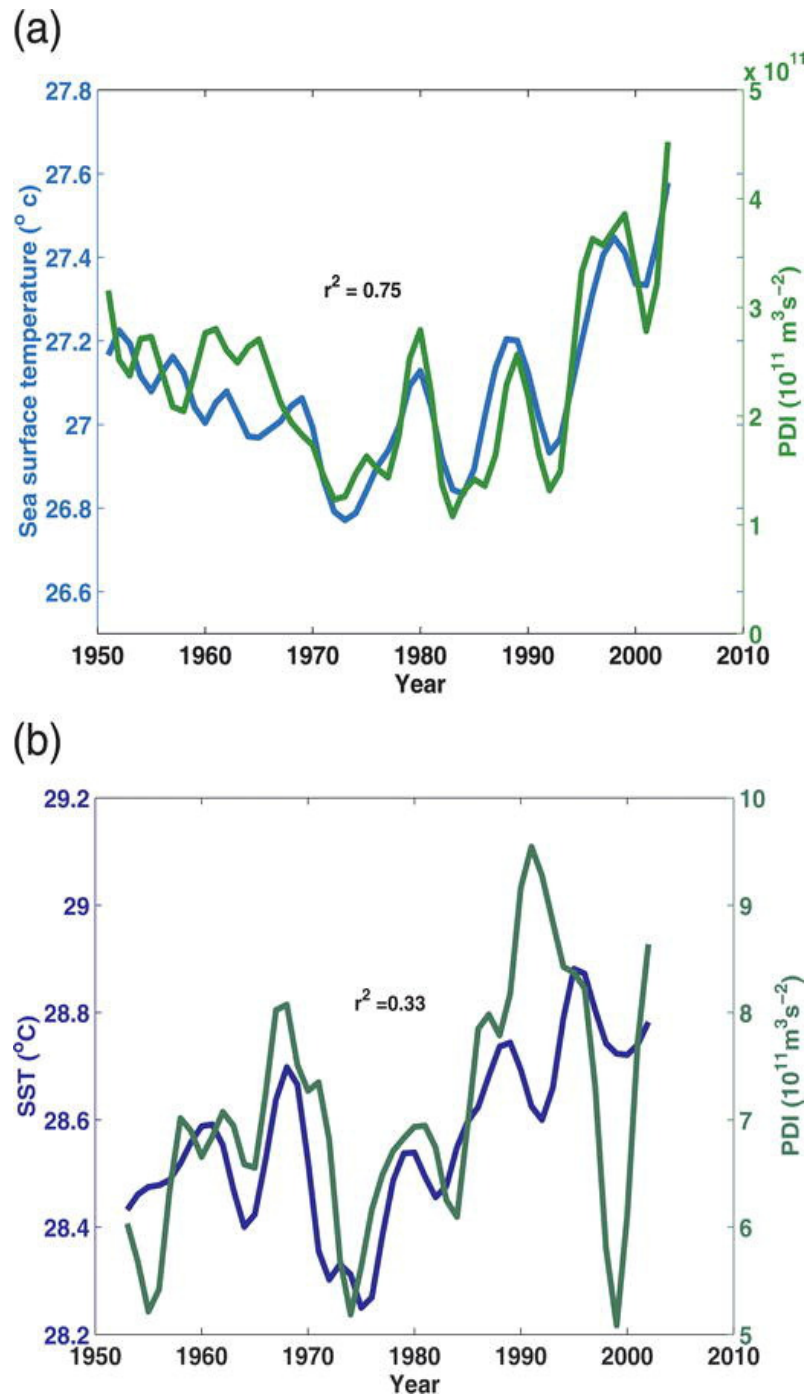 (a)
x 10^11
27.8
27.6
27.4
27.2
27
26.8
26.6
Sea surface temperature (° c)
r² = 0.75
5
4
3
2
1
0
PDI (10^11 m³s⁻²)
1950 1960 1970 1980 1990 2000 2010
Year
(b)
29.2
29
28.8
28.6
28.4
28.2
SST (°C)
r² =0.33
10
9
8
7
6
5
PDI (10^11m³s⁻²)
1950 1960 1970 1980 1990 2000 2010
Year